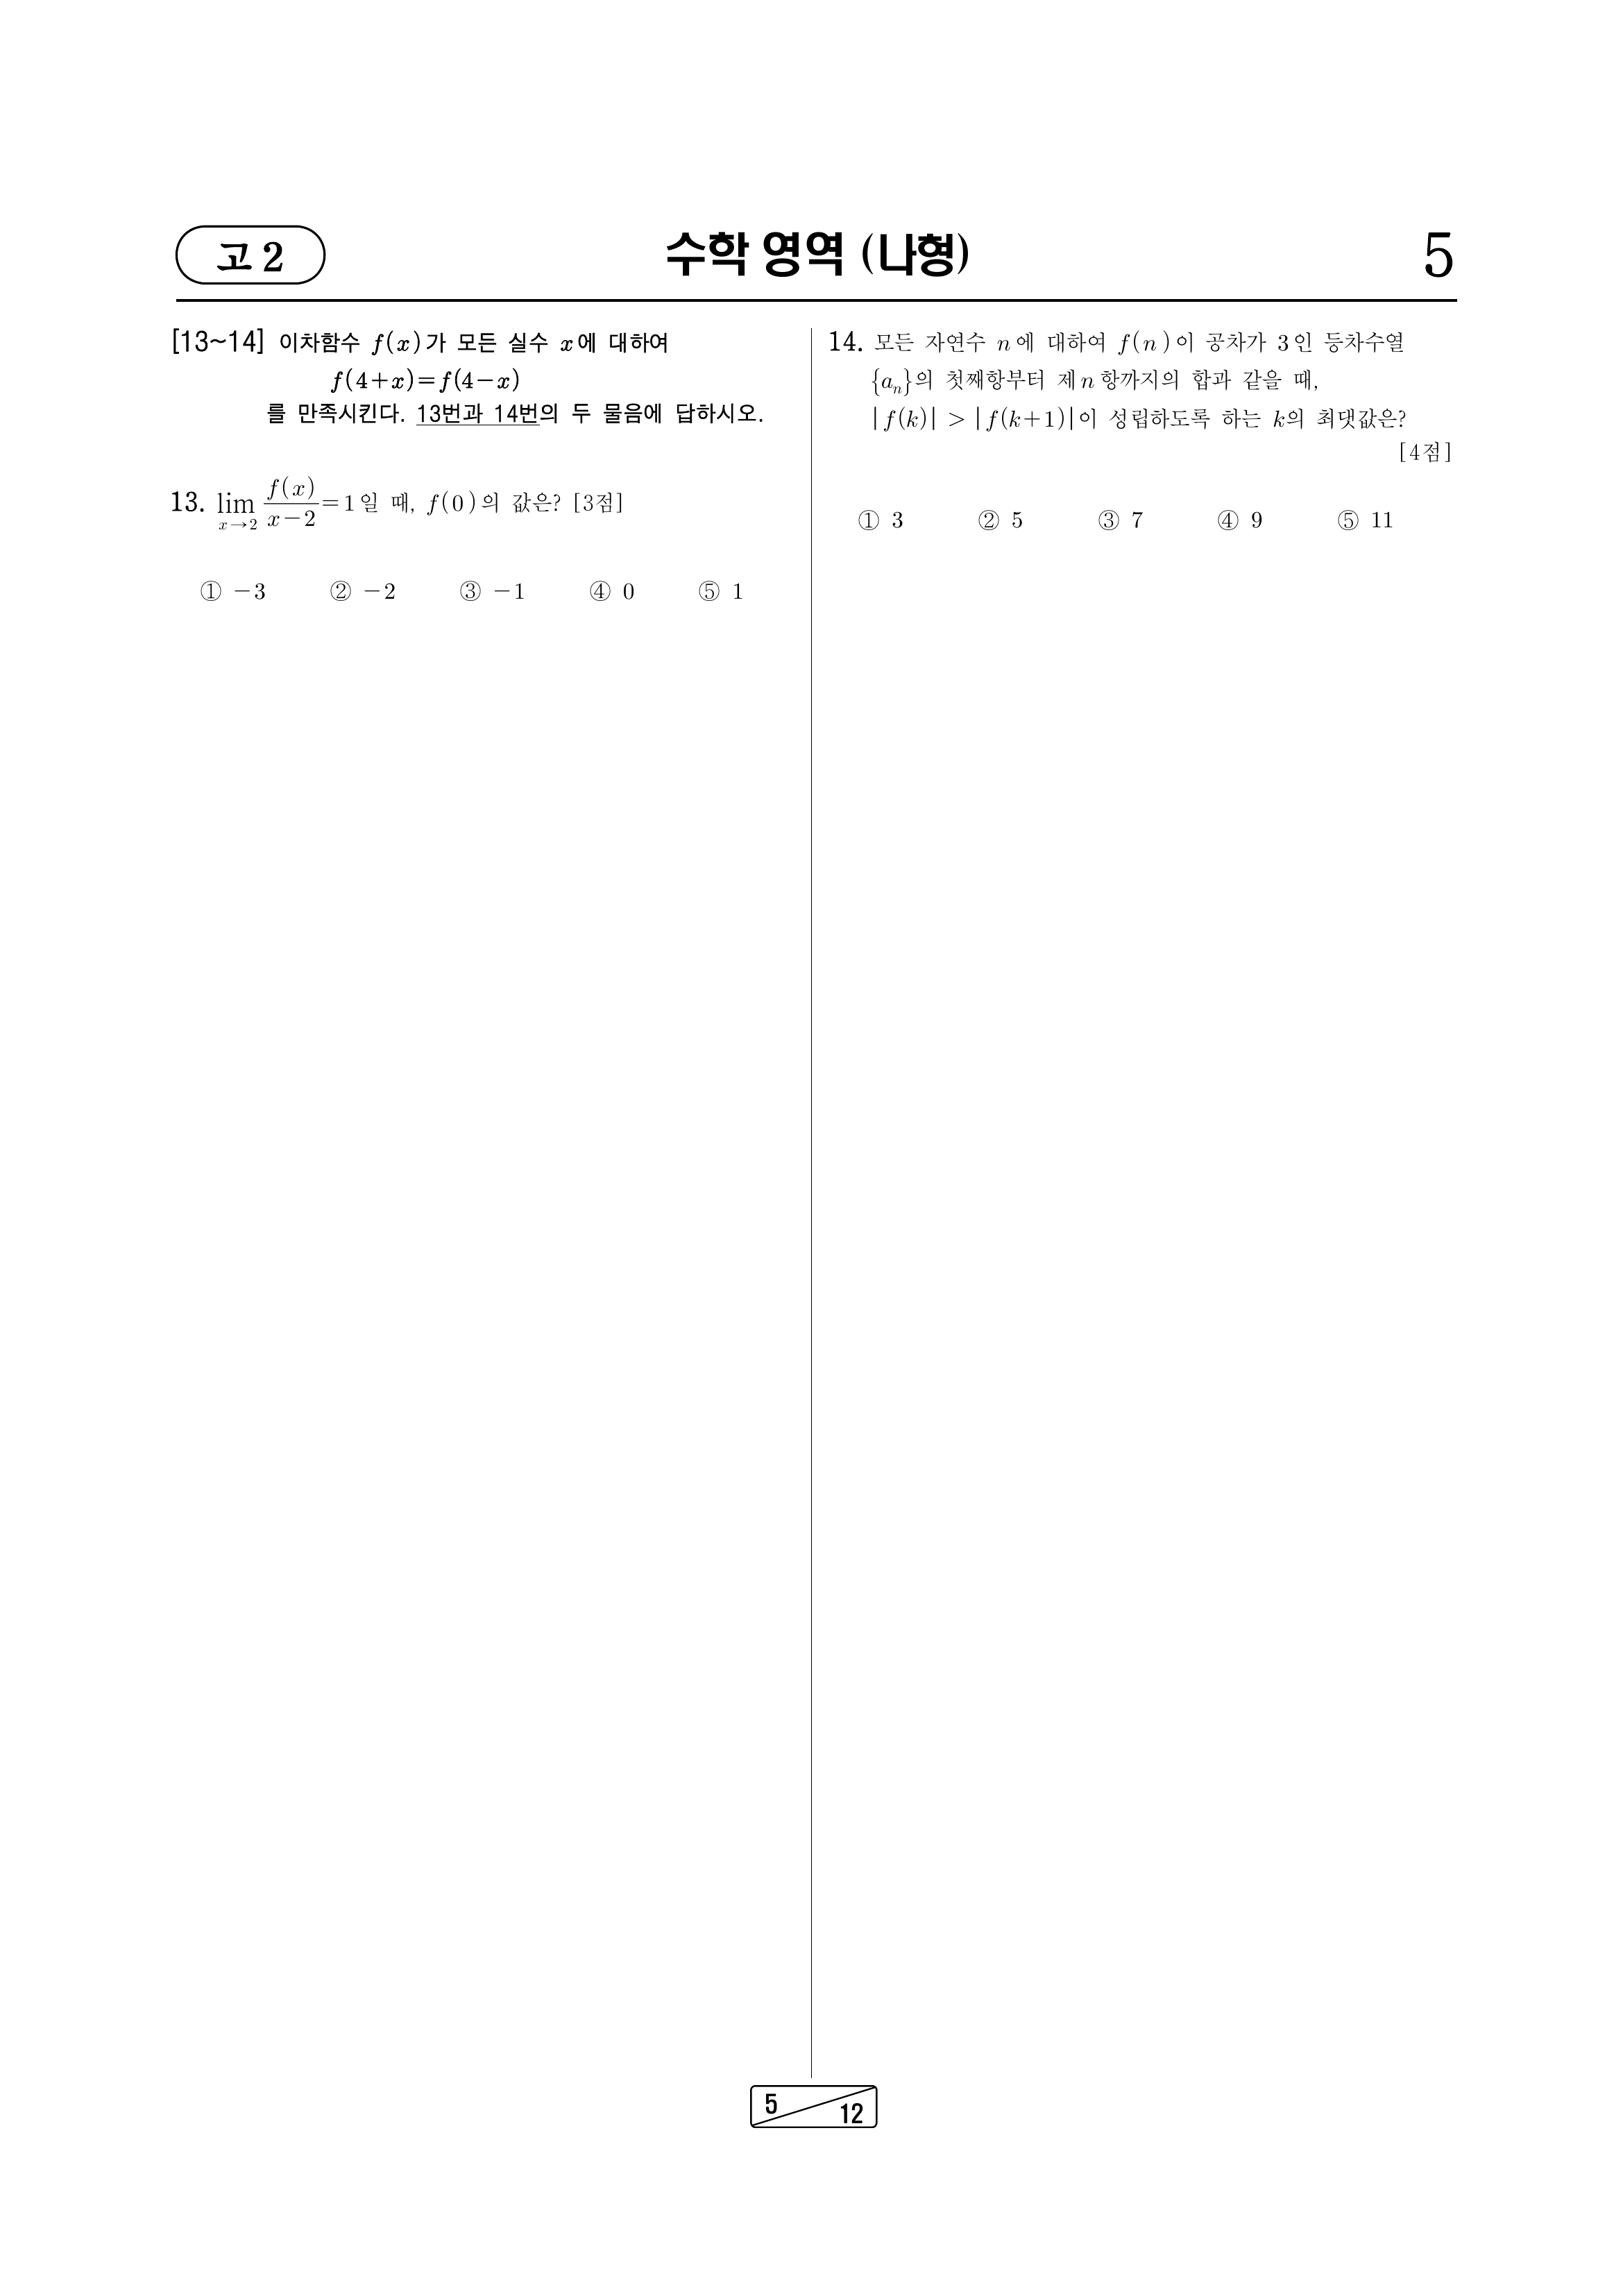 고 2
수학 영역 (나형)
5
[13~14] 이차함수 f(x)가 모든 실수 x에 대하여
f(4+x)=f(4-x)
를 만족시킨다. 13번과 14번의 두 물음에 답하시오.
13. lim_{x→2} f(x)/(x-2) = 1일 때, f(0)의 값은? [3점]
① -3 ② -2 ③ -1 ④ 0 ⑤ 1
14. 모든 자연수 n에 대하여 f(n)이 공차가 3인 등차수열
{a_n}의 첫째항부터 제n항까지의 합과 같을 때,
|f(k)| > |f(k+1)|이 성립하도록 하는 k의 최댓값은?
[4점]
① 3 ② 5 ③ 7 ④ 9 ⑤ 11
5
12